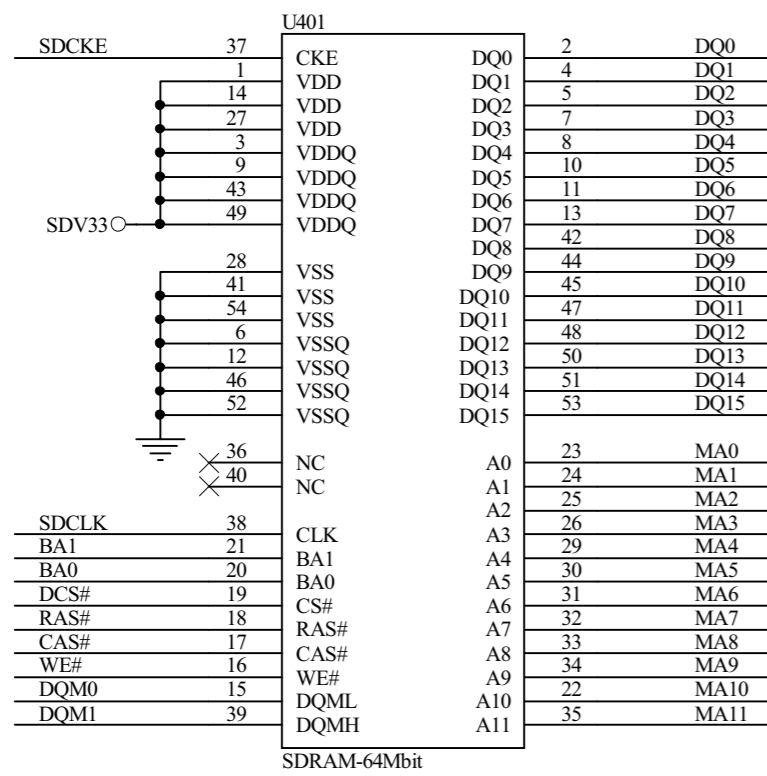 U401
SDCKE 37 CKE DQ0 2 DQ0
1 VDD DQ1 4 DQ1
14 VDD DQ2 5 DQ2
27 VDD DQ3 7 DQ3
3 VDDQ DQ4 8 DQ4
9 VDDQ DQ5 10 DQ5
43 VDDQ DQ6 11 DQ6
SDV33 49 VDDQ DQ7 13 DQ7
DQ8 42 DQ8
28 VSS DQ9 44 DQ9
41 VSS DQ10 45 DQ10
54 VSS DQ11 47 DQ11
6 VSSQ DQ12 48 DQ12
12 VSSQ DQ13 50 DQ13
46 VSSQ DQ14 51 DQ14
52 VSSQ DQ15 53 DQ15
36 NC A0 23 MA0
40 NC A1 24 MA1
A2 25 MA2
SDCLK 38 CLK A3 26 MA3
BA1 21 BA1 A4 29 MA4
BA0 20 BA0 A5 30 MA5
DCS# 19 CS# A6 31 MA6
RAS# 18 RAS# A7 32 MA7
CAS# 17 CAS# A8 33 MA8
WE# 16 WE# A9 34 MA9
DQM0 15 DQML A10 22 MA10
DQM1 39 DQMH A11 35 MA11
SDRAM-64Mbit